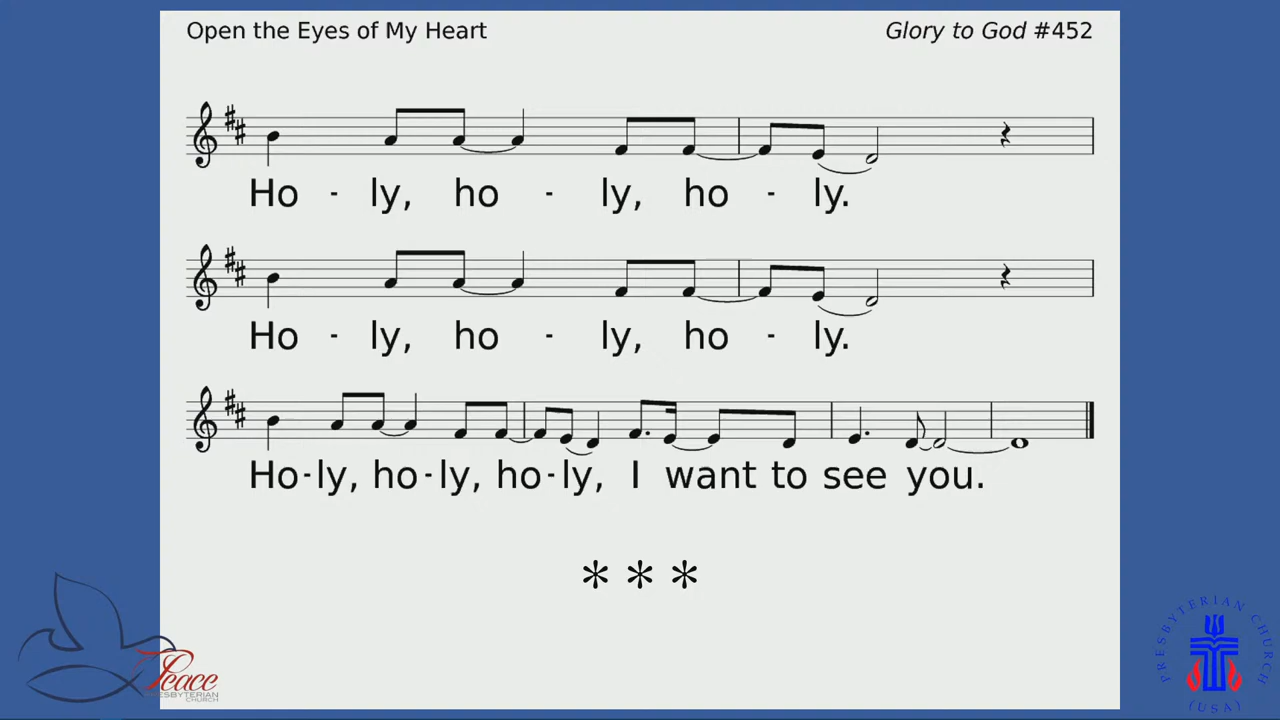 Open the Eyes of My Heart
Glory to God #452
Ho - ly, ho - ly, ho - ly.
Ho - ly, ho - ly, ho - ly.
Ho-ly, ho-ly, ho-ly, I want to see you.
***
Peace
PRESBYTERIAN
CHURCH
PRESBYTERIAN CHURCH
(USA)